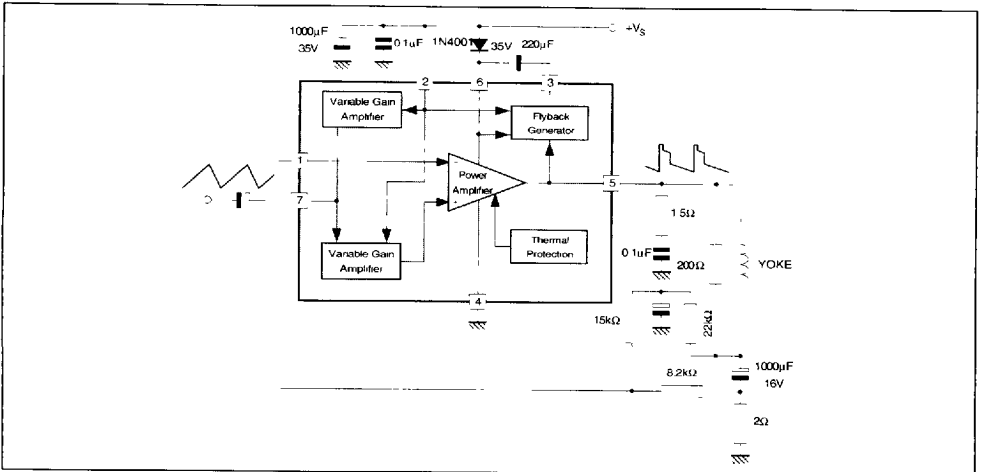 1000µF
35V
0.1uF
1N4001
35V
220µF
+Vs
2
6
3
Variable Gain
Amplifier
Flyback
Generator
1
7
Power
Amplifier
5
Variable Gain
Amplifier
Thermal
Protection
4
1.5Ω
0.1uF
200Ω
YOKE
15kΩ
22kΩ
8.2kΩ
1000µF
16V
2Ω